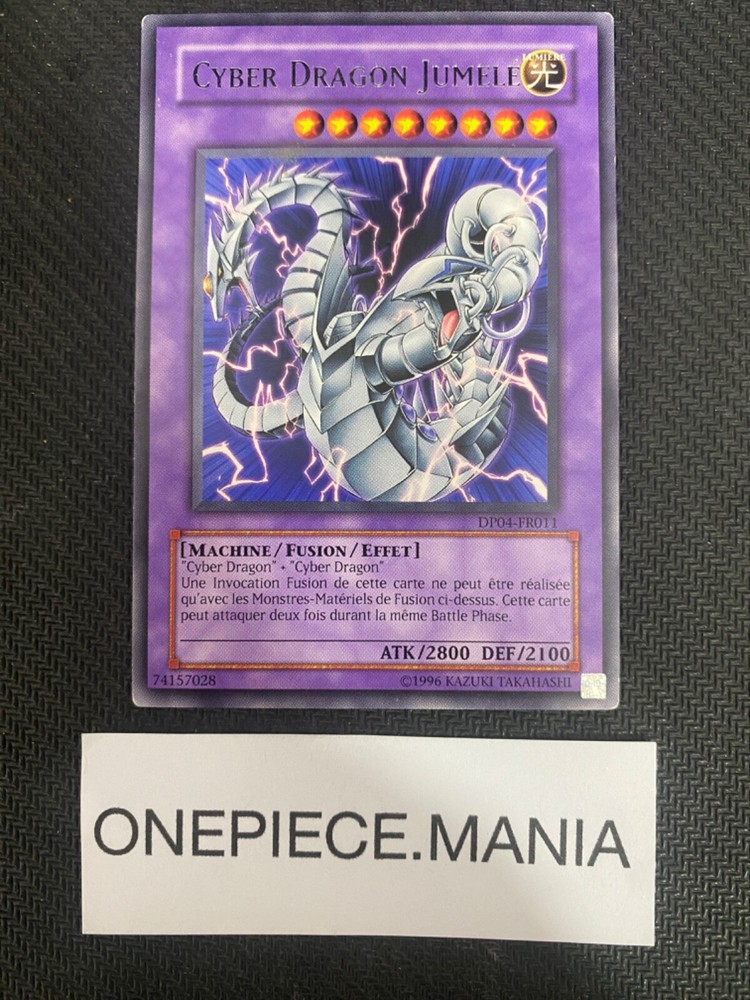 CYBER DRAGON JUMELÉ
LUMIÈRE
光
DP04-FR011
[MACHINE/FUSION/EFFET]
"Cyber Dragon" + "Cyber Dragon"
Une Invocation Fusion de cette carte ne peut être réalisée
qu'avec les Monstres-Matériels de Fusion ci-dessus. Cette carte
peut attaquer deux fois durant la même Battle Phase.
ATK/2800 DEF/2100
74157028
©1996 KAZUKI TAKAHASHI
ONEPIECE.MANIA